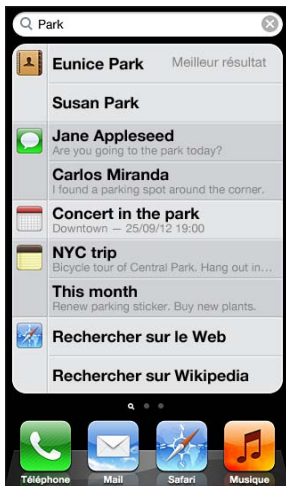 Park
Eunice Park Meilleur résultat
Susan Park
Jane Appleseed
Are you going to the park today?
Carlos Miranda
I found a parking spot around the corner.
Concert in the park
Downtown — 25/09/12 19:00
NYC trip
Bicycle tour of Central Park. Hang out in...
This month
Renew parking sticker. Buy new plants.
Rechercher sur le Web
Rechercher sur Wikipedia
Téléphone Mail Safari Musique